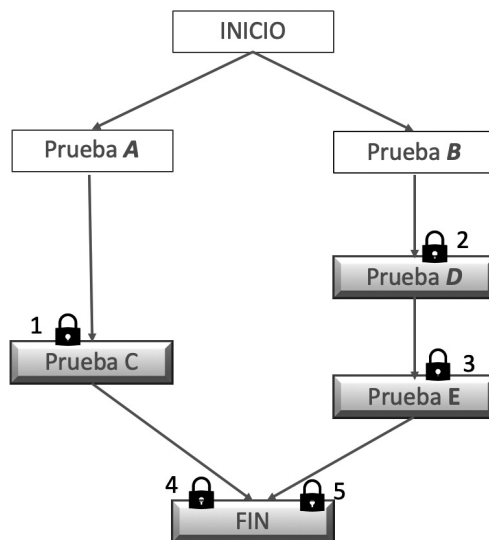 INICIO
Prueba A
Prueba B
2
Prueba D
1
Prueba C
3
Prueba E
4
5
FIN